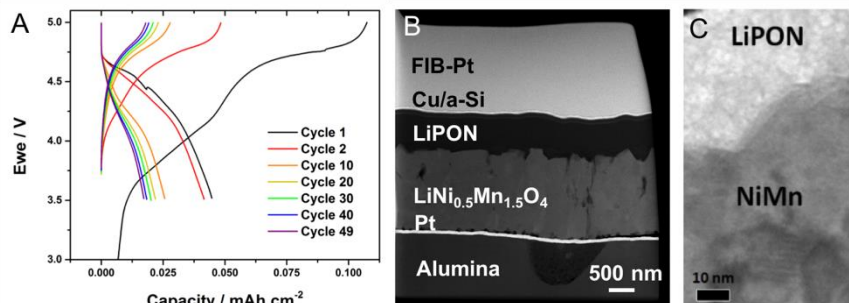 A
5.0
4.5
4.0
3.5
3.0
Ewe / V
Cycle 1
Cycle 2
Cycle 10
Cycle 20
Cycle 30
Cycle 40
Cycle 49
0.000 0.025 0.050 0.075 0.100
Capacity / mAh cm-2
B
FIB-Pt
Cu/a-Si
LiPON
LiNi0.5Mn1.5O4
Pt
Alumina
500 nm
C
LiPON
NiMn
10 nm